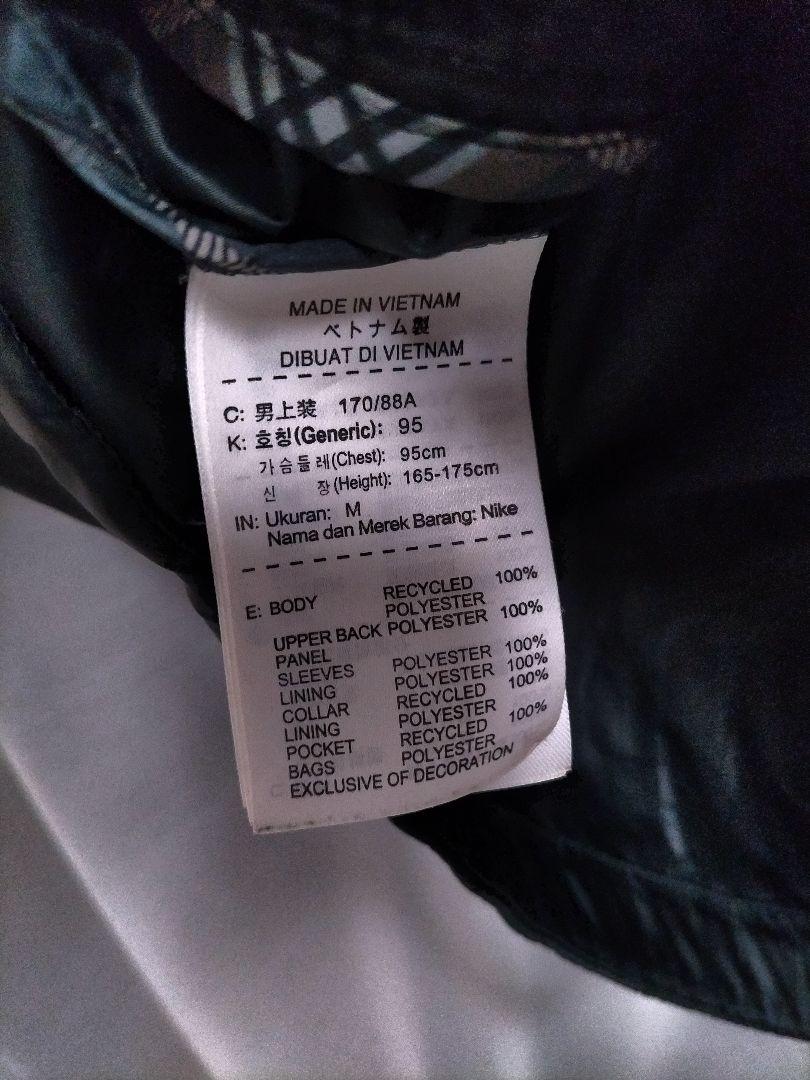 MADE IN VIETNAM
ベトナム製
DIBUAT DI VIETNAM
C: 男上装 170/88A
K: 호칭(Generic): 95
가슴둘레(Chest): 95cm
신 장(Height): 165-175cm
IN: Ukuran: M
Nama dan Merek Barang: Nike
E: BODY RECYCLED 100%
POLYESTER
UPPER BACK POLYESTER 100%
PANEL
SLEEVES POLYESTER 100%
LINING POLYESTER 100%
COLLAR RECYCLED 100%
LINING POLYESTER
POCKET RECYCLED 100%
BAGS POLYESTER
EXCLUSIVE OF DECORATION